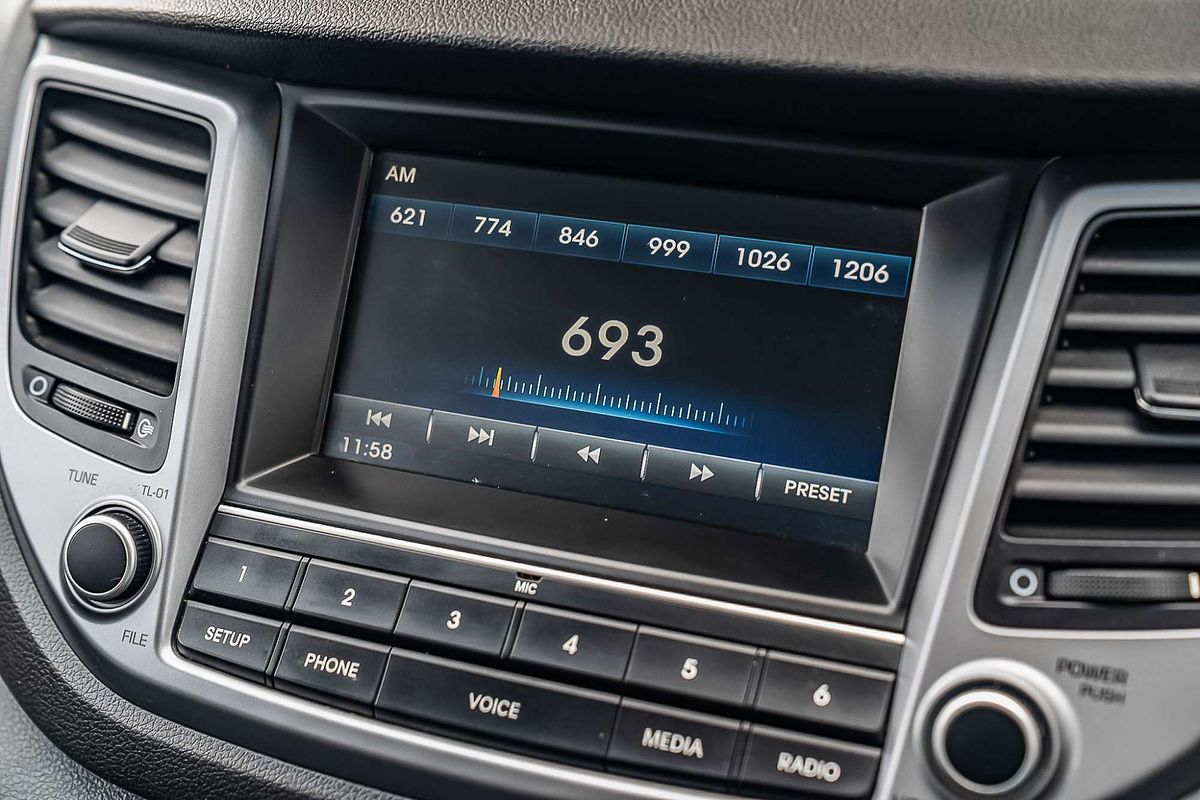 AM
621 774 846 999 1026 1206
693
11:58
PRESET
TUNE
TL-01
FILE
MIC
1 2 3 4 5 6
SETUP PHONE VOICE MEDIA RADIO
POWER
PUSH